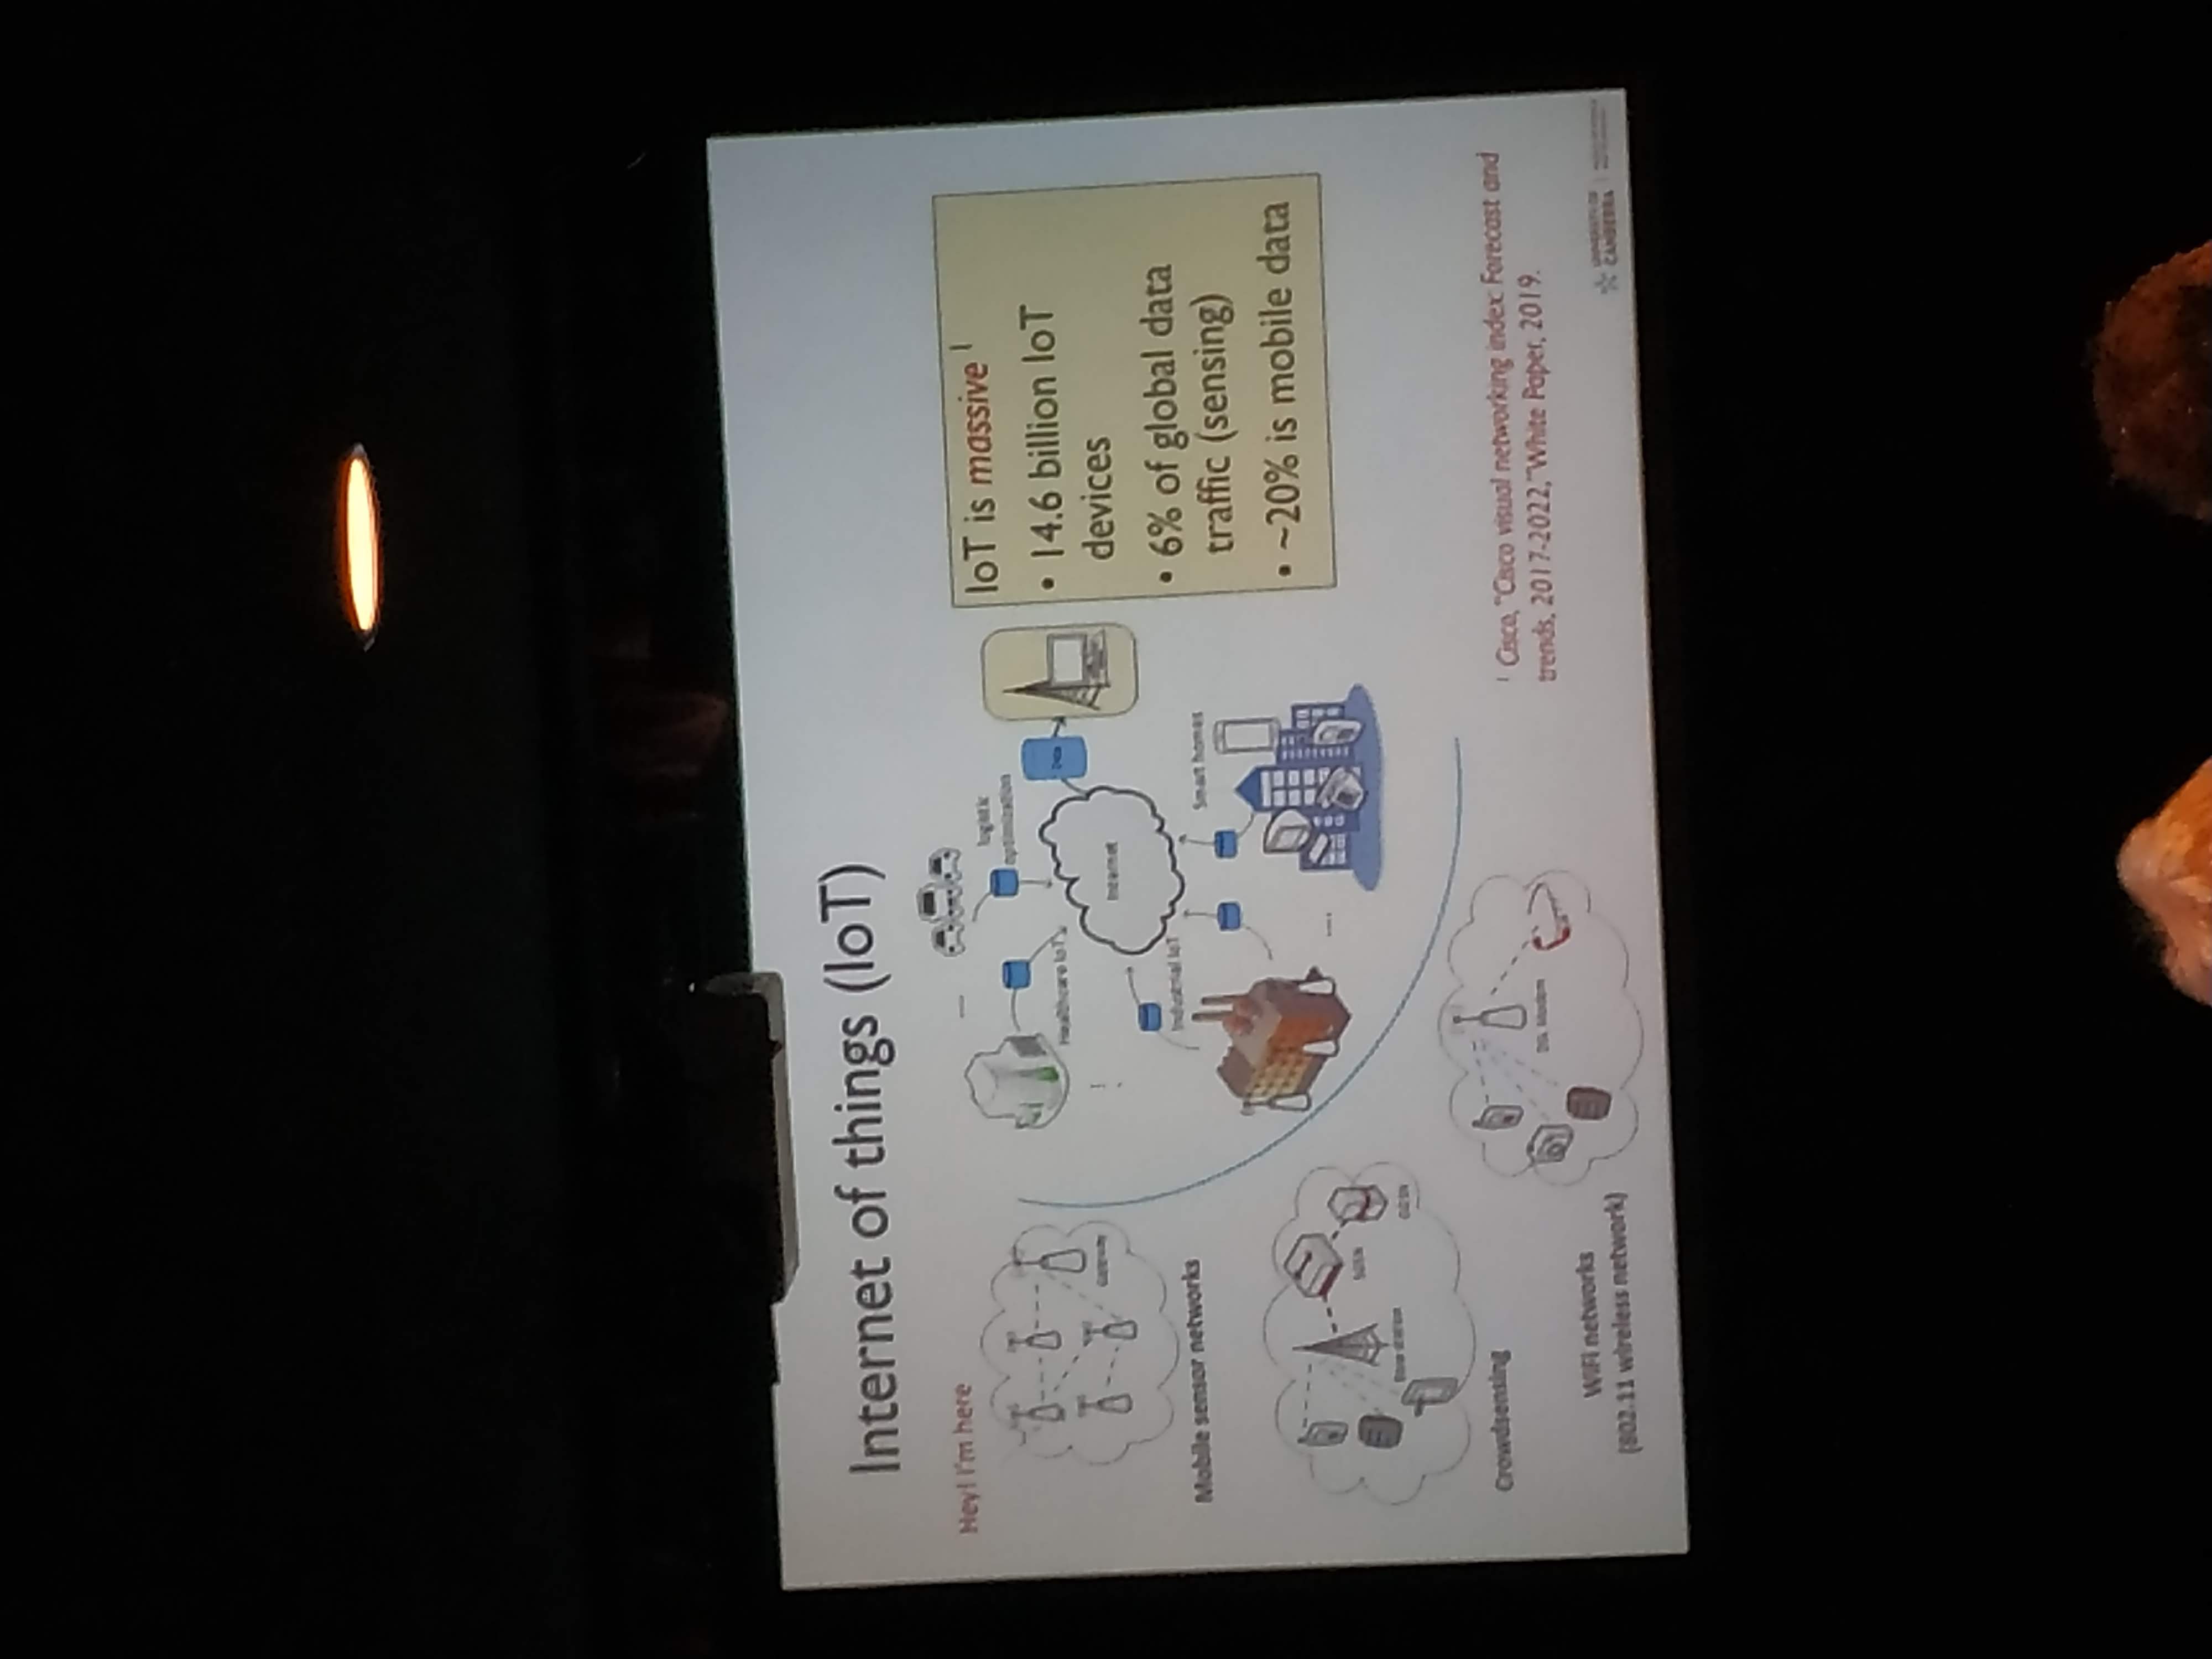 Internet of things (IoT)
Hey! I'm here
Gateway
Mobile sensor networks
Base station
SGSN
GGSN
Crowdsensing
DSL Modem
WiFi networks
(802.11 wireless network)
....
logistic
optimization
Healthcare IoT
Data
Internet
Industrial IoT
Smart homes
....
IoT is massive 1
• 14.6 billion IoT
devices
• 6% of global data
traffic (sensing)
• ~20% is mobile data
1 Cisco, "Cisco visual networking index: Forecast and
trends, 2017-2022," White Paper, 2019.
UNIVERSITY OF
CANBERRA